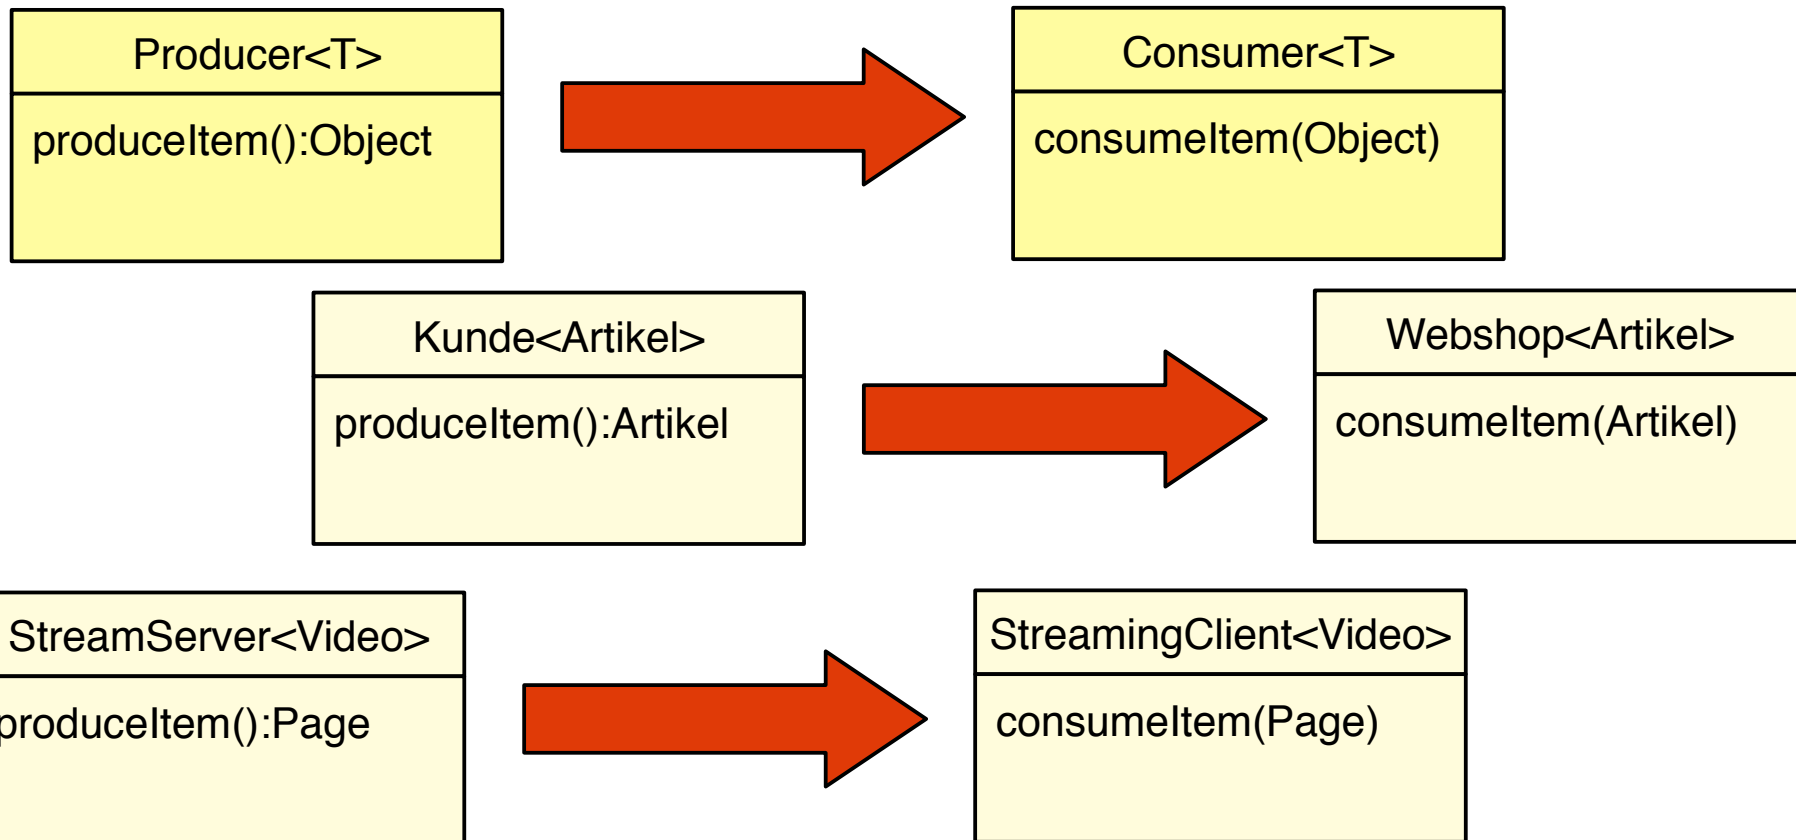 Producer<T>
produceItem():Object
Consumer<T>
consumeItem(Object)
Kunde<Artikel>
produceItem():Artikel
Webshop<Artikel>
consumeItem(Artikel)
StreamServer<Video>
produceItem():Page
StreamingClient<Video>
consumeItem(Page)